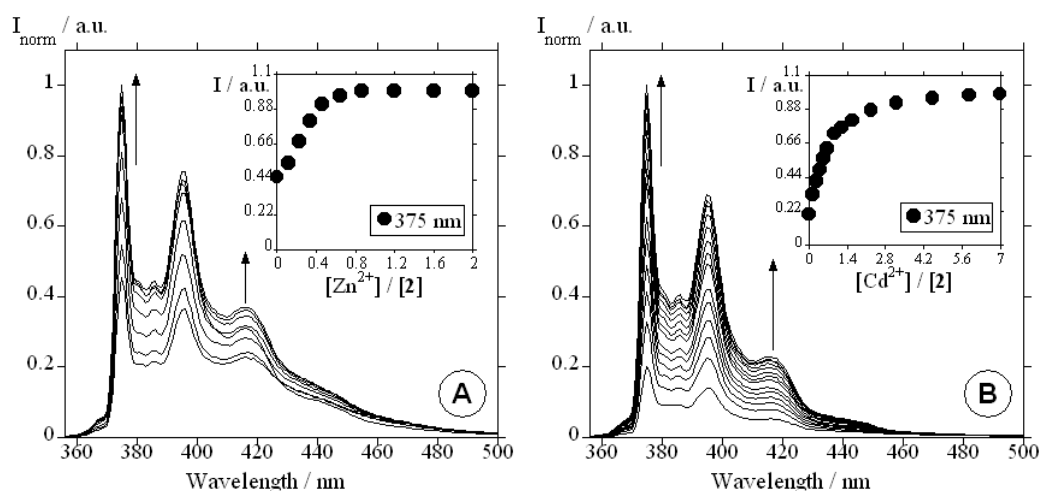 I norm / a.u.
1
0.8
0.6
0.4
0.2
0
360 380 400 420 440 460 480 500
Wavelength / nm
I / a.u.
1.1
0.88
0.66
0.44
0.22
0
0 0.4 0.8 1.2 1.6 2
[Zn2+] / [2]
375 nm
A
I norm / a.u.
1
0.8
0.6
0.4
0.2
0
360 380 400 420 440 460 480 500
Wavelength / nm
I / a.u.
1.1
0.88
0.66
0.44
0.22
0
0 1.4 2.8 4.2 5.6 7
[Cd2+] / [2]
375 nm
B